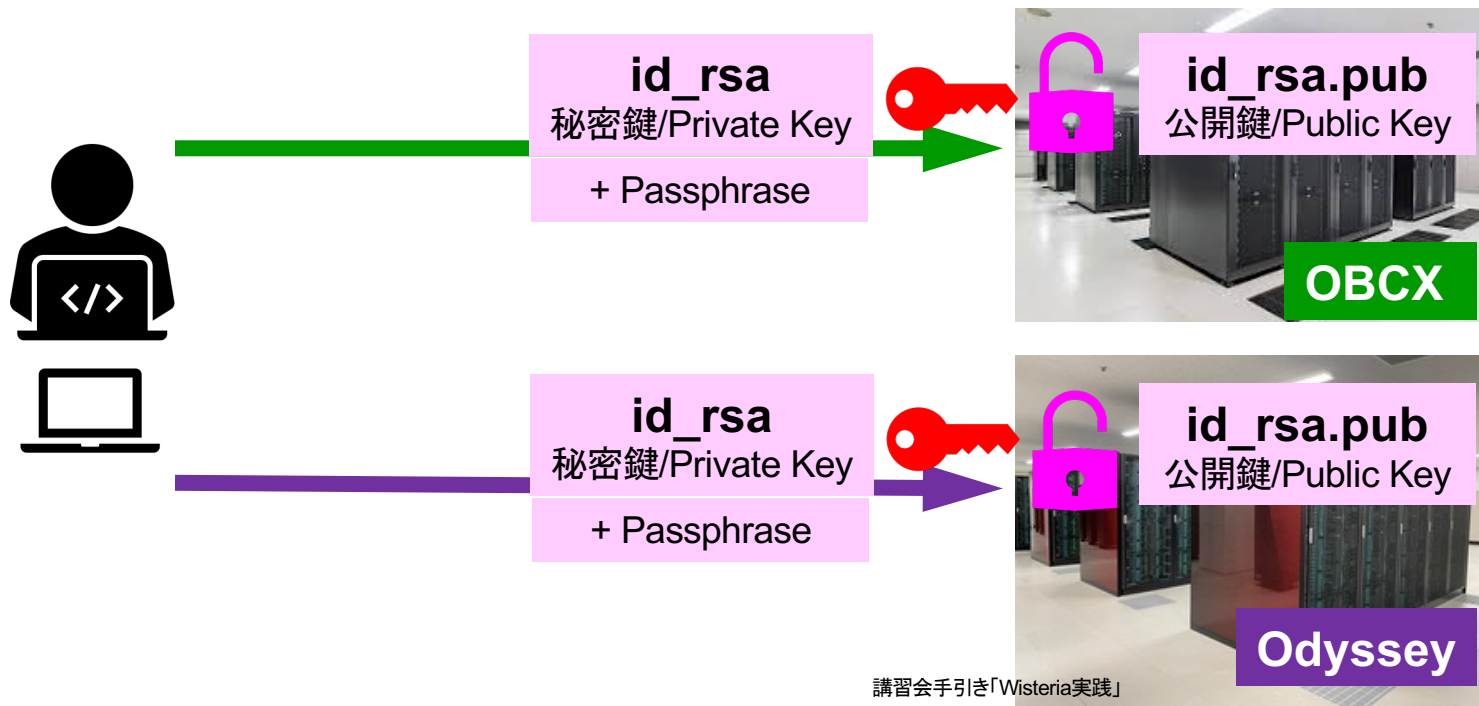 id_rsa
秘密鍵/Private Key
+ Passphrase
id_rsa.pub
公開鍵/Public Key
OBCX
</>
id_rsa
秘密鍵/Private Key
+ Passphrase
id_rsa.pub
公開鍵/Public Key
Odyssey
講習会手引き「Wisteria実践」